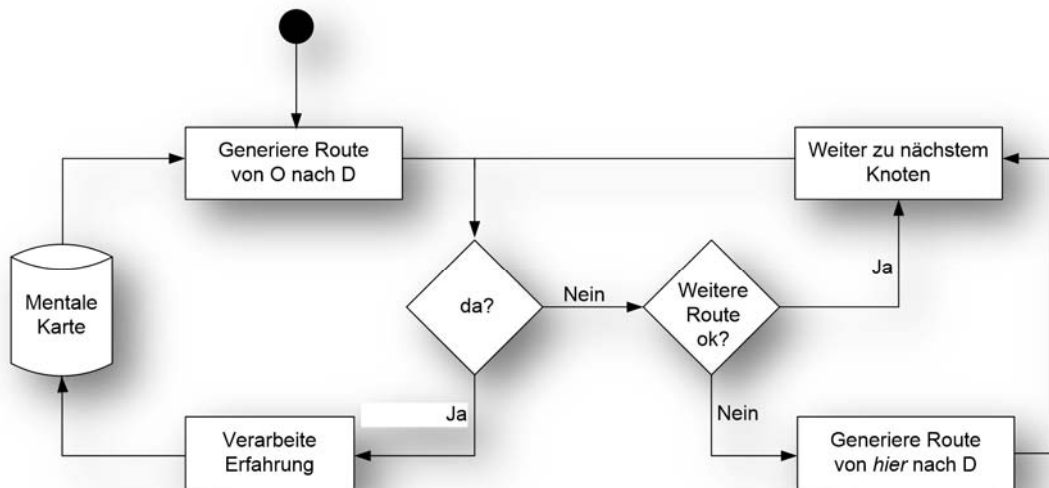 Generiere Route
von O nach D
Weiter zu nächstem
Knoten
Mentale
Karte
da?
Nein
Weitere
Route
ok?
Ja
Ja
Nein
Verarbeite
Erfahrung
Generiere Route
von hier nach D